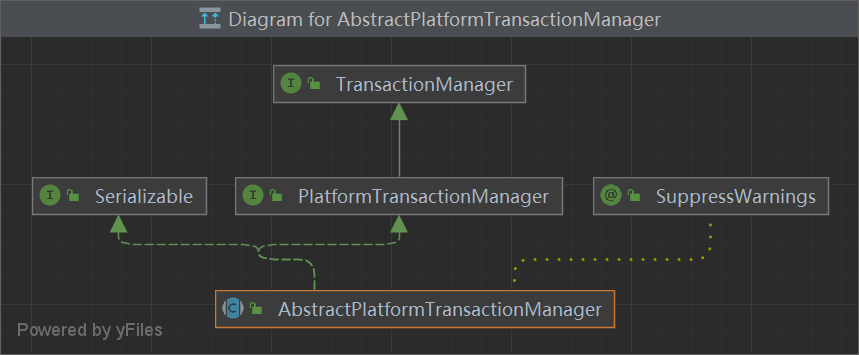 Diagram for AbstractPlatformTransactionManager
I TransactionManager
I Serializable
I PlatformTransactionManager
@ SuppressWarnings
C AbstractPlatformTransactionManager
Powered by yFiles